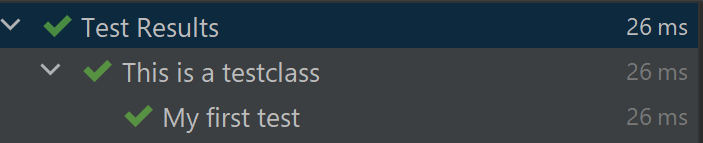 Test Results 26 ms
This is a testclass 26 ms
My first test 26 ms